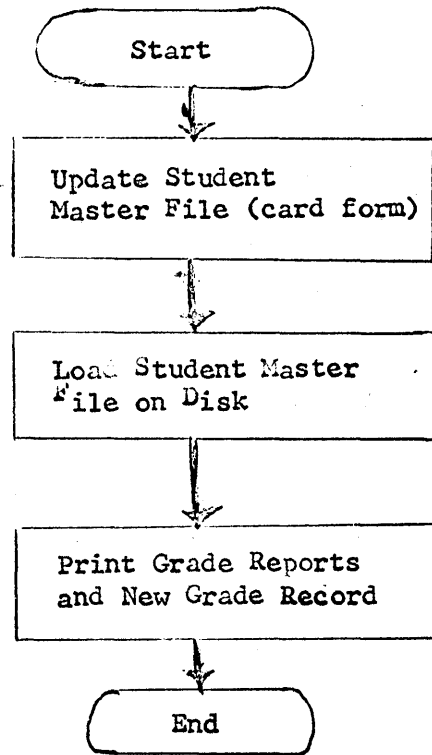 Start
Update Student
Master File (card form)
Load Student Master
File on Disk
Print Grade Reports
and New Grade Record
End